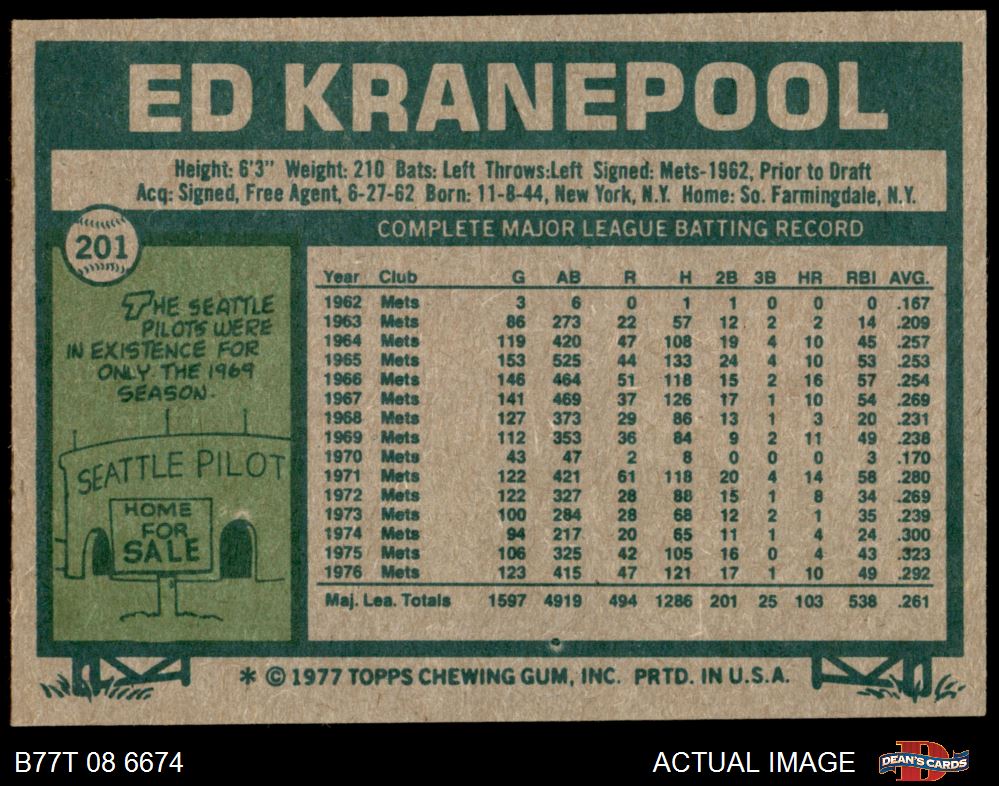 ED KRANEPOOL
Height: 6'3" Weight: 210 Bats: Left Throws:Left Signed: Mets-1962, Prior to Draft
Acq: Signed, Free Agent, 6-27-62 Born: 11-8-44, New York, N.Y. Home: So. Farmingdale, N.Y.
201
THE SEATTLE
PILOTS WERE
IN EXISTENCE FOR
ONLY THE 1969
SEASON.
SEATTLE PILOT
HOME
FOR
SALE
COMPLETE MAJOR LEAGUE BATTING RECORD
Year Club G AB R H 2B 3B HR RBI AVG.
1962 Mets 3 6 0 1 1 0 0 0 .167
1963 Mets 86 273 22 57 12 2 2 14 .209
1964 Mets 119 420 47 108 19 4 10 45 .257
1965 Mets 153 525 44 133 24 4 10 53 .253
1966 Mets 146 464 51 118 15 2 16 57 .254
1967 Mets 141 469 37 126 17 1 10 54 .269
1968 Mets 127 373 29 86 13 1 3 20 .231
1969 Mets 112 353 36 84 9 2 11 49 .238
1970 Mets 43 47 2 8 0 0 0 3 .170
1971 Mets 122 421 61 118 20 4 14 58 .280
1972 Mets 122 327 28 88 15 1 8 34 .269
1973 Mets 100 284 28 68 12 2 1 35 .239
1974 Mets 94 217 20 65 11 1 4 24 .300
1975 Mets 106 325 42 105 16 0 4 43 .323
1976 Mets 123 415 47 121 17 1 10 49 .292
Maj. Lea. Totals 1597 4919 494 1286 201 25 103 538 .261
* © 1977 TOPPS CHEWING GUM, INC. PRTD. IN U.S.A.
B77T 08 6674
ACTUAL IMAGE
D
DEAN'S CARDS